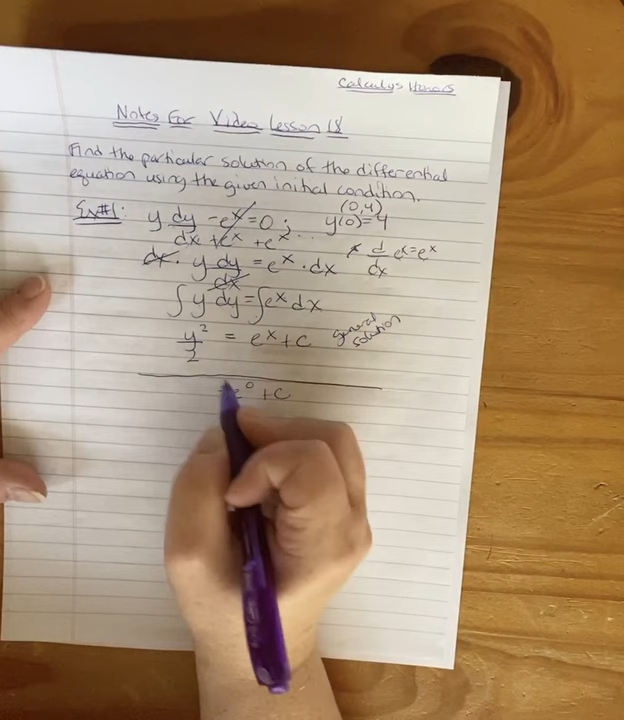 Calculus Honors
Notes For Video Lesson 18
Find the particular solution of the differential
equation using the given initial condition.
(0,4)
Ex#1: y dy/dx - e^x = 0 ; y(0)=4
+e^x +e^x
* d/dx e^x = e^x
dx · y dy/dx = e^x · dx
∫ y dy = ∫ e^x dx
y²/2 = e^x + c general solution
e⁰ + c